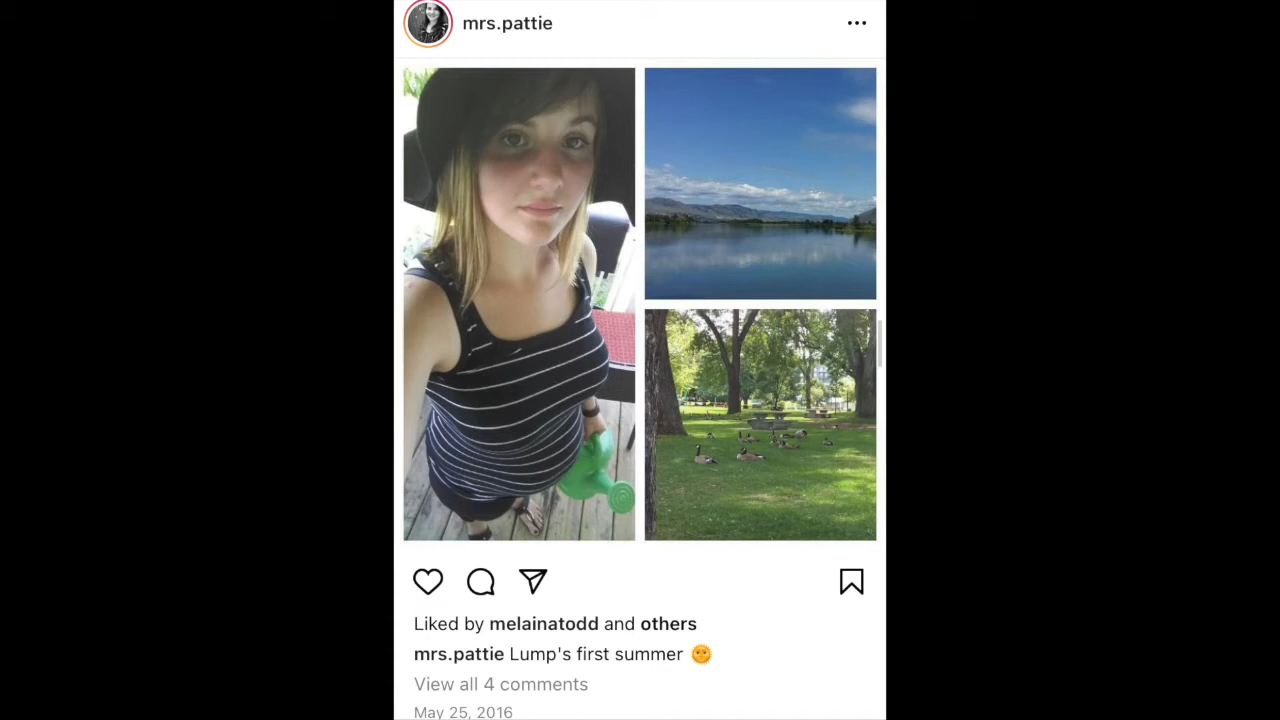 mrs.pattie
Liked by melainatodd and others
mrs.pattie Lump's first summer 🌞
View all 4 comments
May 25, 2016